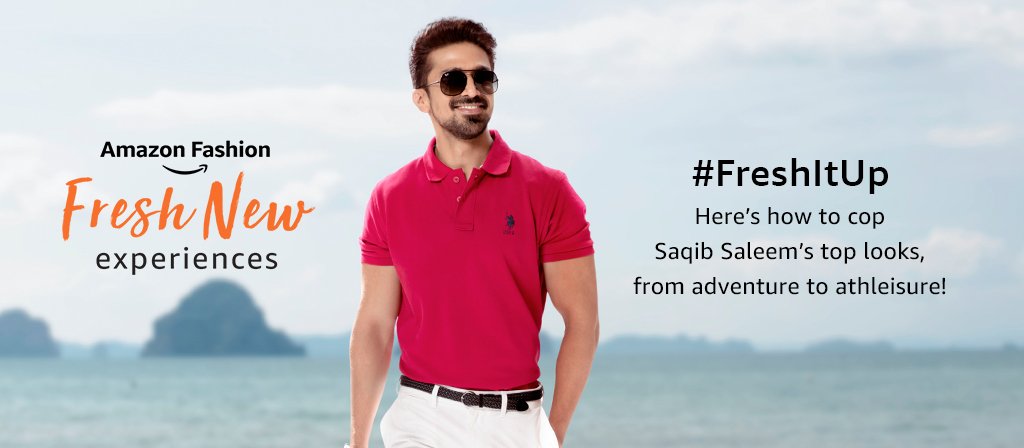 Amazon Fashion
Fresh New
experiences
#FreshItUp
Here’s how to cop
Saqib Saleem’s top looks,
from adventure to athleisure!